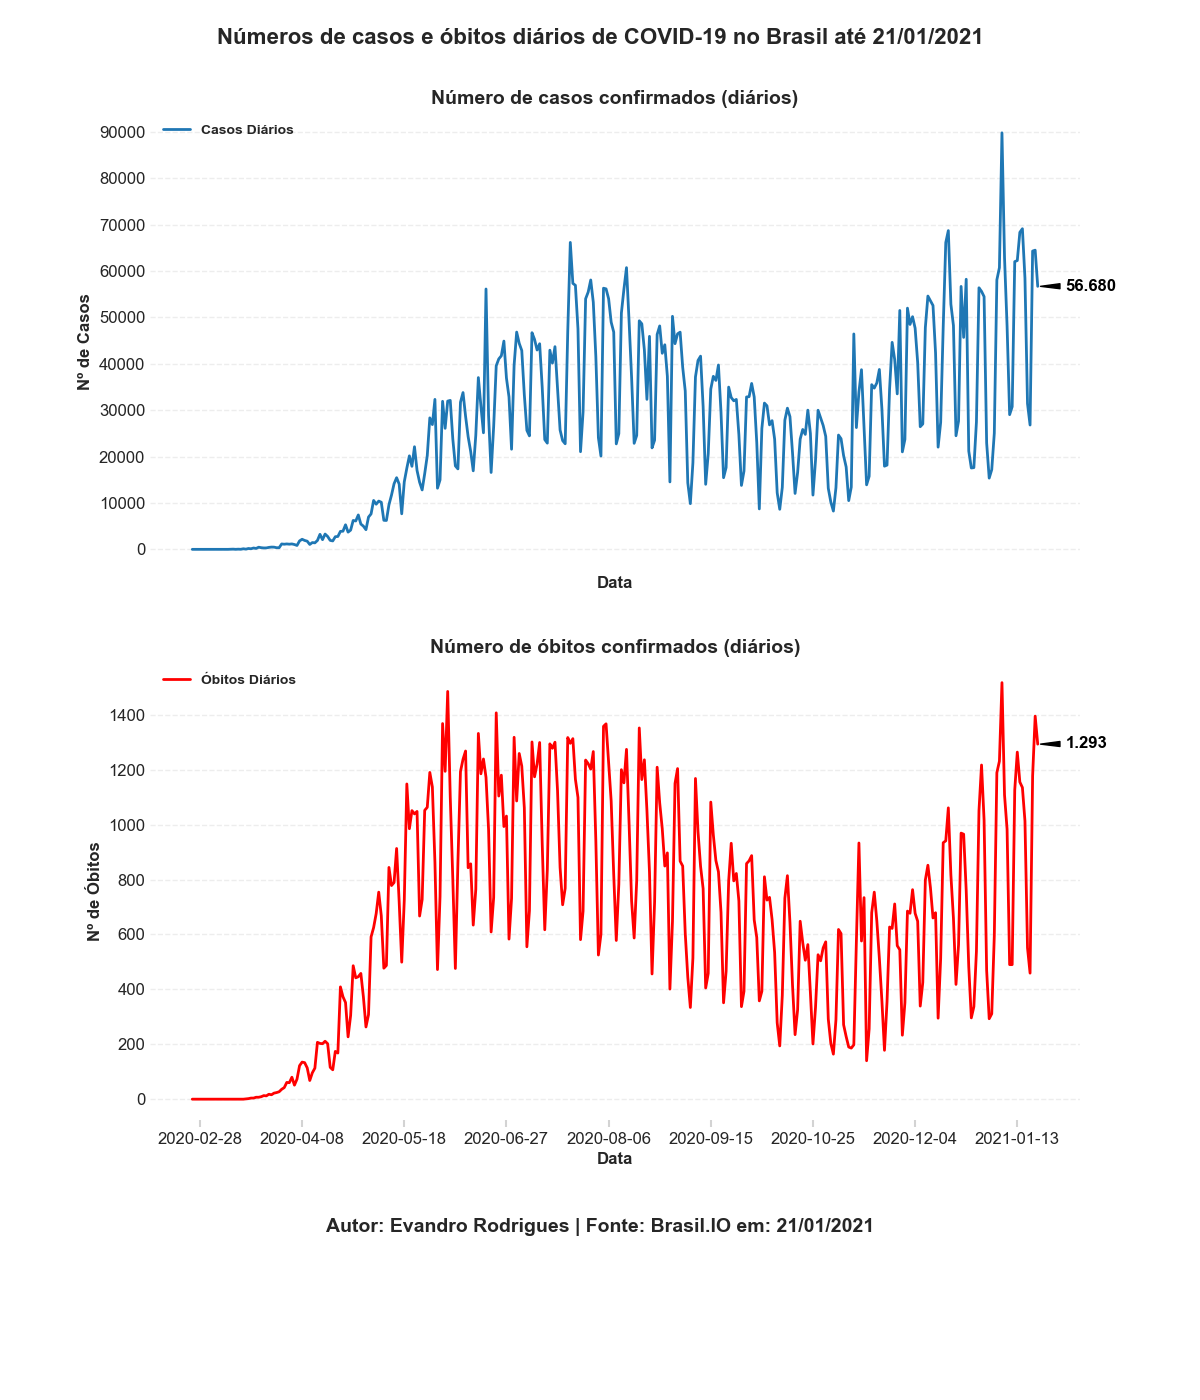 Números de casos e óbitos diários de COVID-19 no Brasil até 21/01/2021
Número de casos confirmados (diários)
Casos Diários
90000
80000
70000
60000
50000
40000
30000
20000
10000
0
Nº de Casos
56.680
Data
Número de óbitos confirmados (diários)
Óbitos Diários
1400
1200
1000
800
600
400
200
0
Nº de Óbitos
1.293
2020-02-28 2020-04-08 2020-05-18 2020-06-27 2020-08-06 2020-09-15 2020-10-25 2020-12-04 2021-01-13
Data
Autor: Evandro Rodrigues | Fonte: Brasil.IO em: 21/01/2021